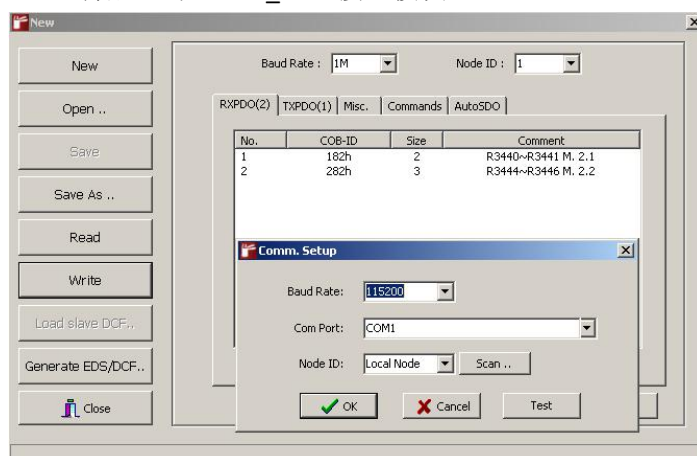 New
New
Open ..
Save
Save As ..
Read
Write
Load slave DCF..
Generate EDS/DCF..
Close
Baud Rate : 1M Node ID : 1
RXPDO(2) TXPDO(1) Misc. Commands AutoSDO
No. COB-ID Size Comment
1 182h 2 R3440~R3441 M. 2.1
2 282h 3 R3444~R3446 M. 2.2
Comm. Setup
Baud Rate: 115200
Com Port: COM1
Node ID: Local Node Scan ..
OK Cancel Test